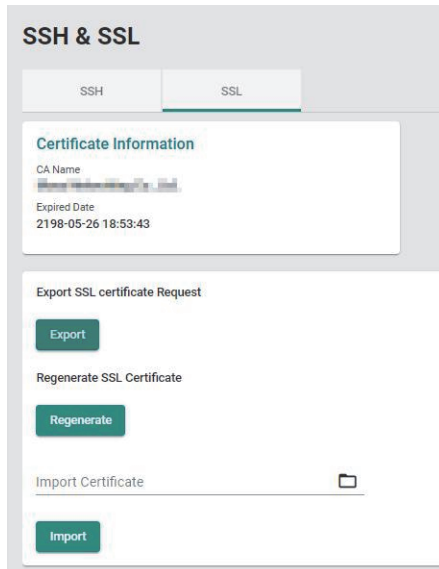 SSH & SSL
SSH
SSL
Certificate Information
CA Name
Expired Date
2198-05-26 18:53:43
Export SSL certificate Request
Export
Regenerate SSL Certificate
Regenerate
Import Certificate
Import